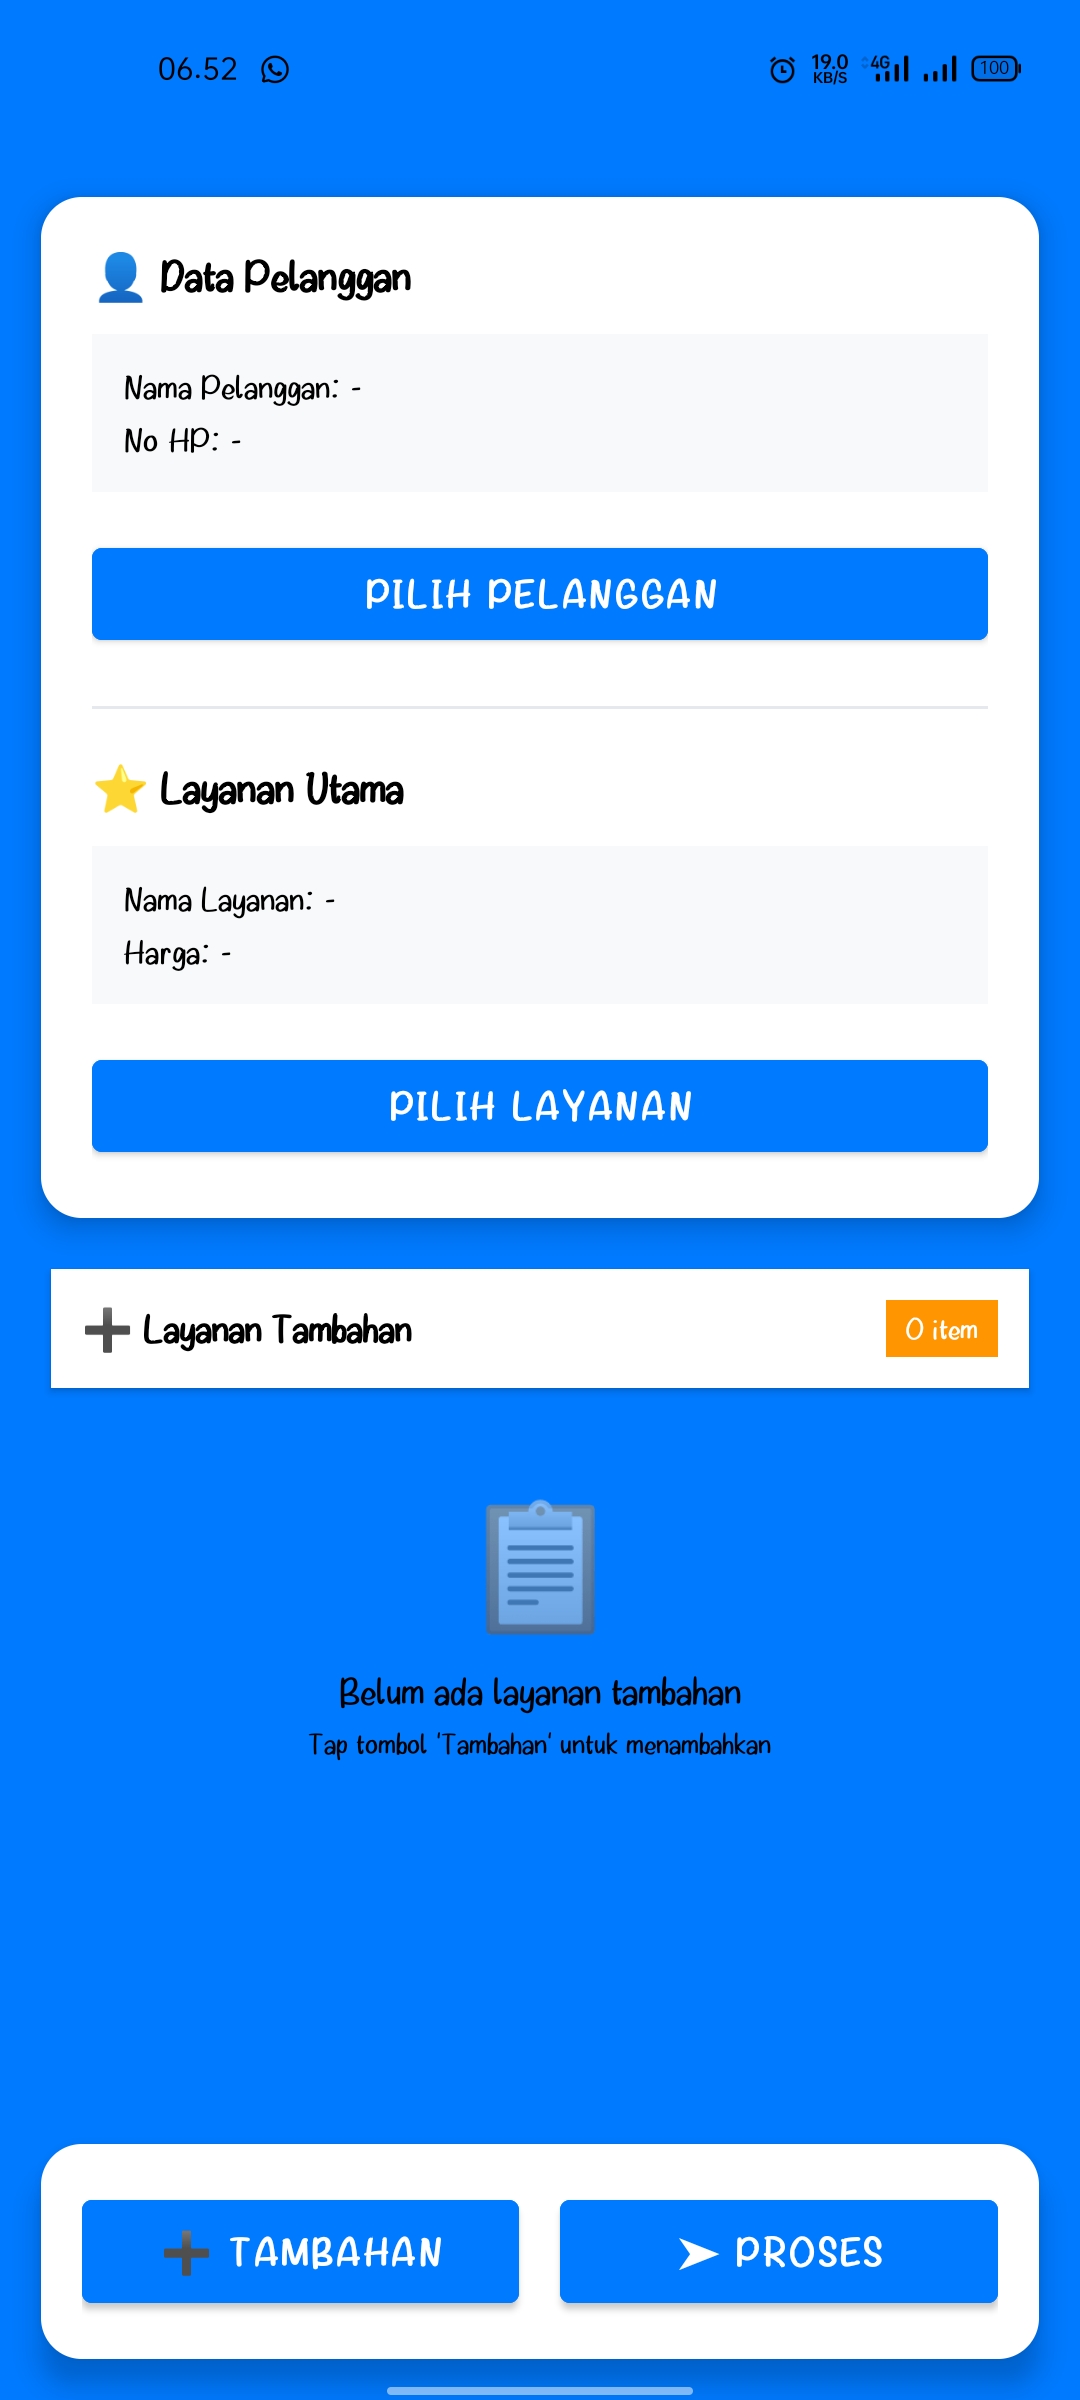 06.52
19.0
KB/S
4G
100
Data Pelanggan
Nama Pelanggan: -
No HP: -
PILIH PELANGGAN
Layanan Utama
Nama Layanan: -
Harga: -
PILIH LAYANAN
Layanan Tambahan
0 item
Belum ada layanan tambahan
Tap tombol 'Tambahan' untuk menambahkan
TAMBAHAN
PROSES